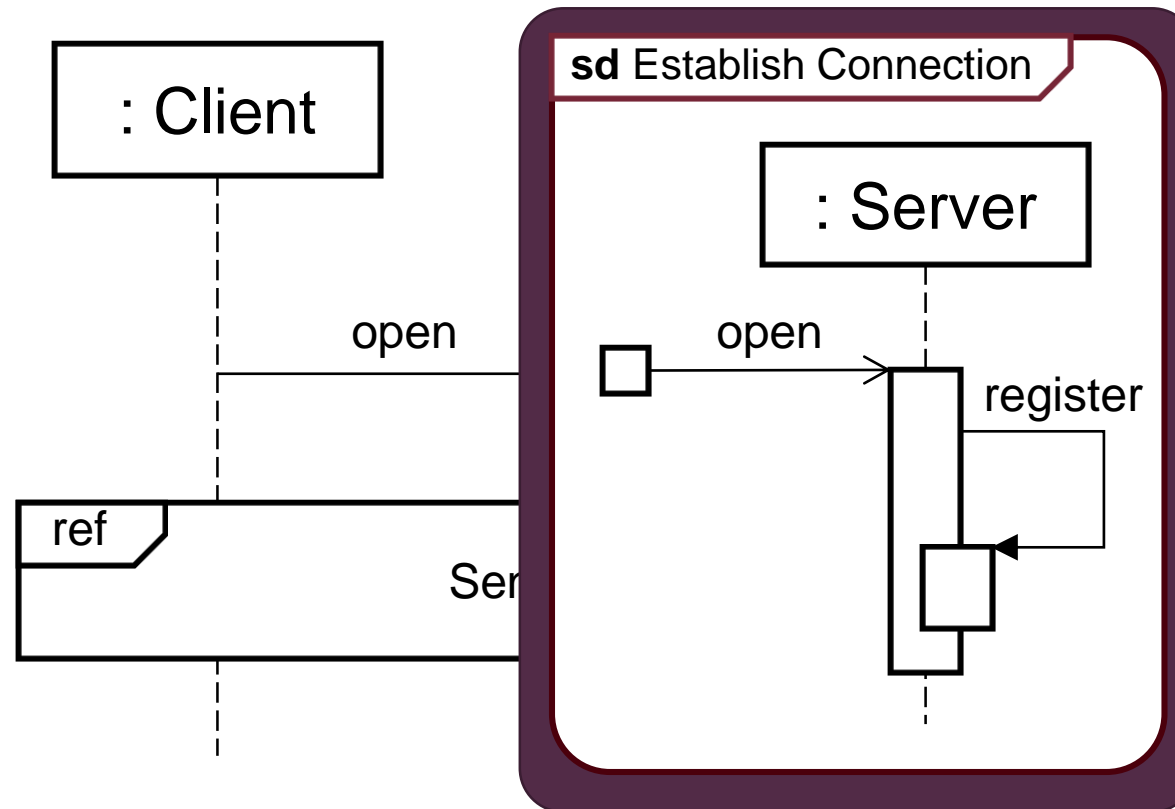 : Client
sd Establish Connection
: Server
open
open
register
ref